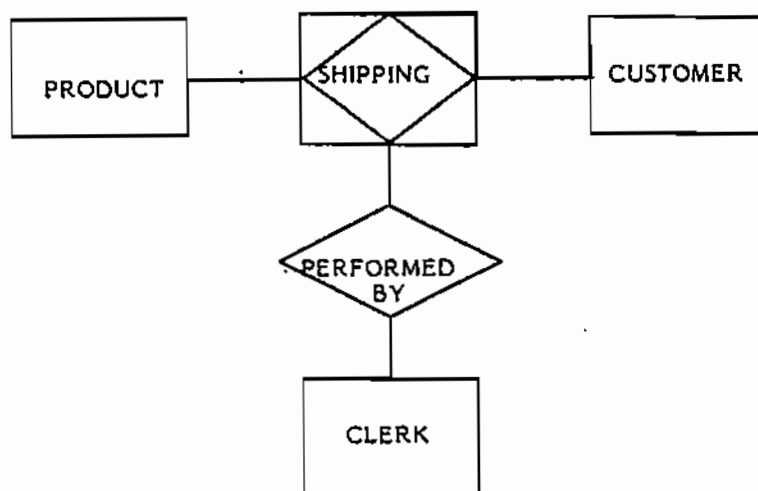 PRODUCT
SHIPPING
CUSTOMER
PERFORMED
BY
CLERK